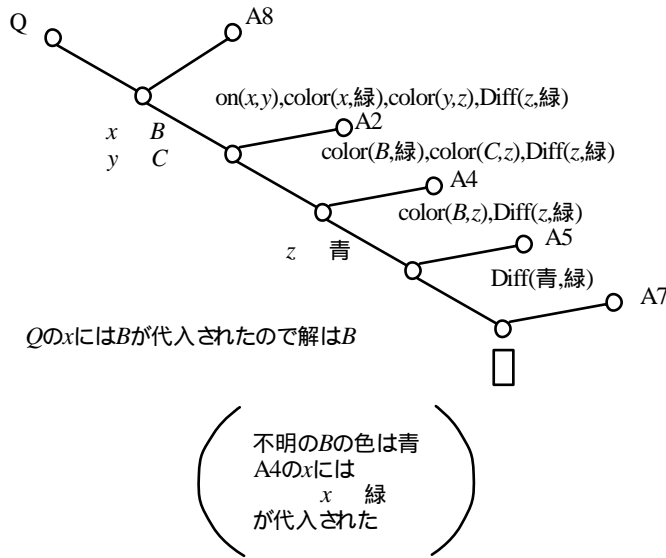 Q
A8
on(x,y),color(x,緑),color(y,z),Diff(z,緑)
A2
x B
y C
color(B,緑),color(C,z),Diff(z,緑)
A4
color(B,z),Diff(z,緑)
z 青
A5
Diff(青,緑)
A7
Qのxにはが代入されたので解はB
不明のBの色は青
A4のxには
x 緑
が代入された